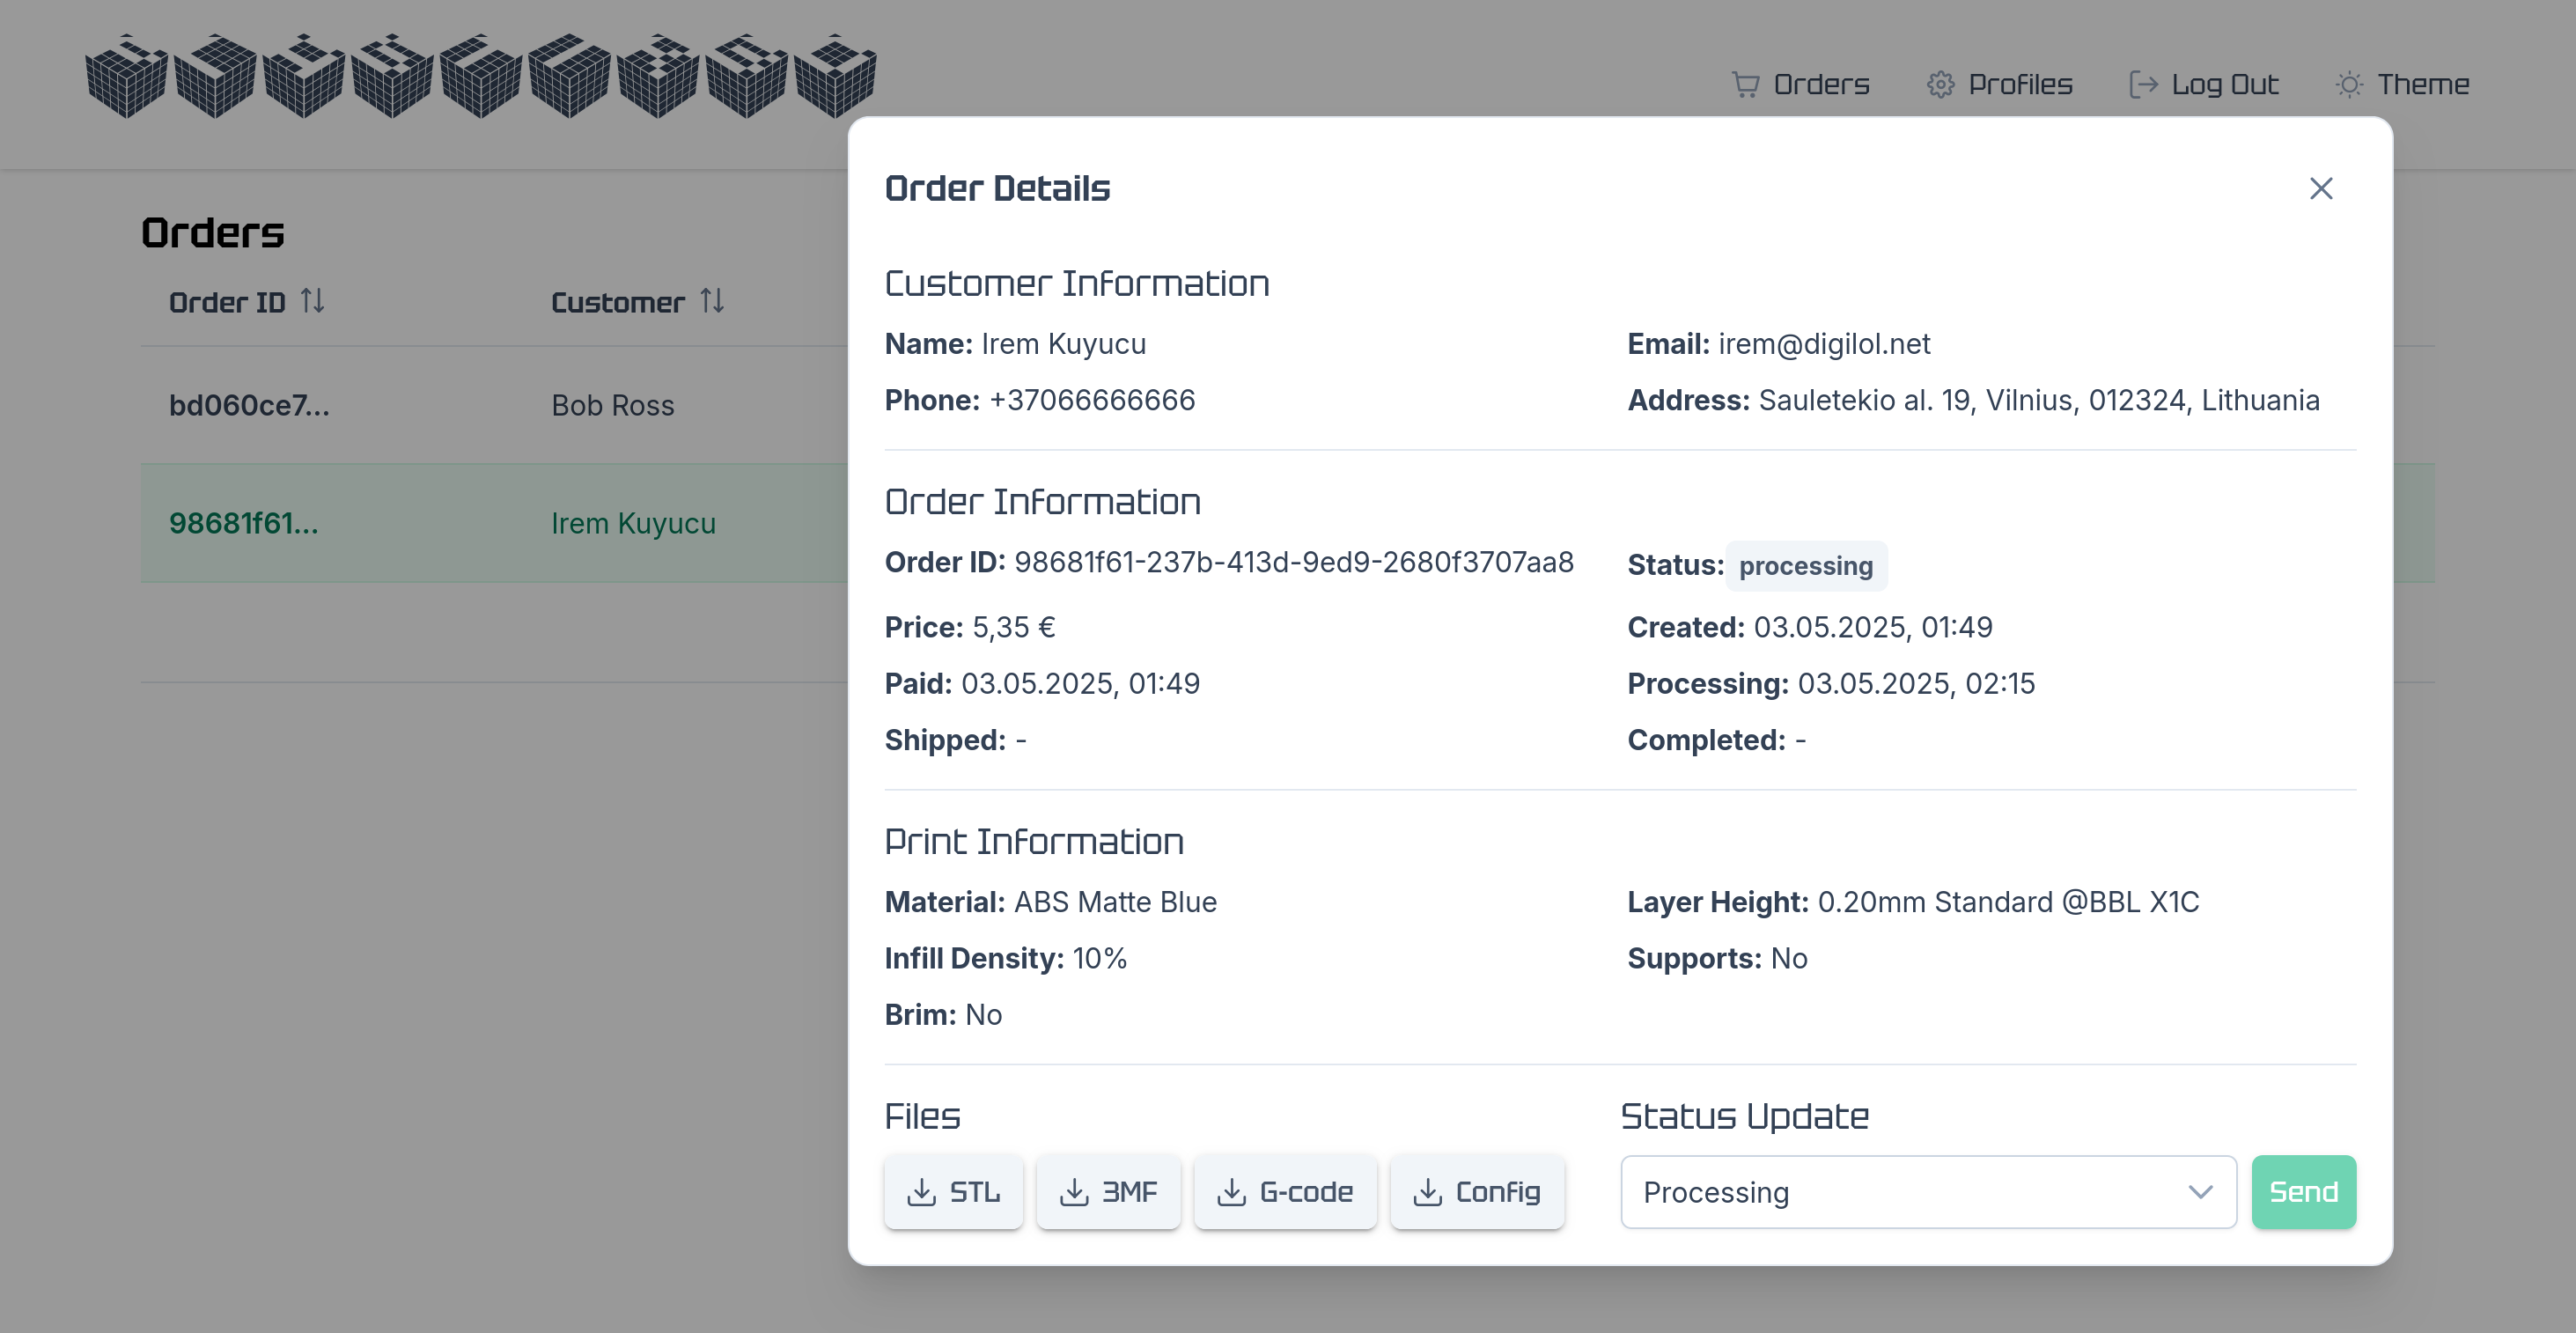 Orders Profiles Log Out Theme
Orders
Order ID Customer
bd060ce7... Bob Ross
98681f61... Irem Kuyucu
Order Details
Customer Information
Name: Irem Kuyucu Email: irem@digilol.net
Phone: +37066666666 Address: Sauletekio al. 19, Vilnius, 012324, Lithuania
Order Information
Order ID: 98681f61-237b-413d-9ed9-2680f3707aa8 Status: processing
Price: 5,35 € Created: 03.05.2025, 01:49
Paid: 03.05.2025, 01:49 Processing: 03.05.2025, 02:15
Shipped: - Completed: -
Print Information
Material: ABS Matte Blue Layer Height: 0.20mm Standard @BBL X1C
Infill Density: 10% Supports: No
Brim: No
Files Status Update
STL 3MF G-code Config Processing Send